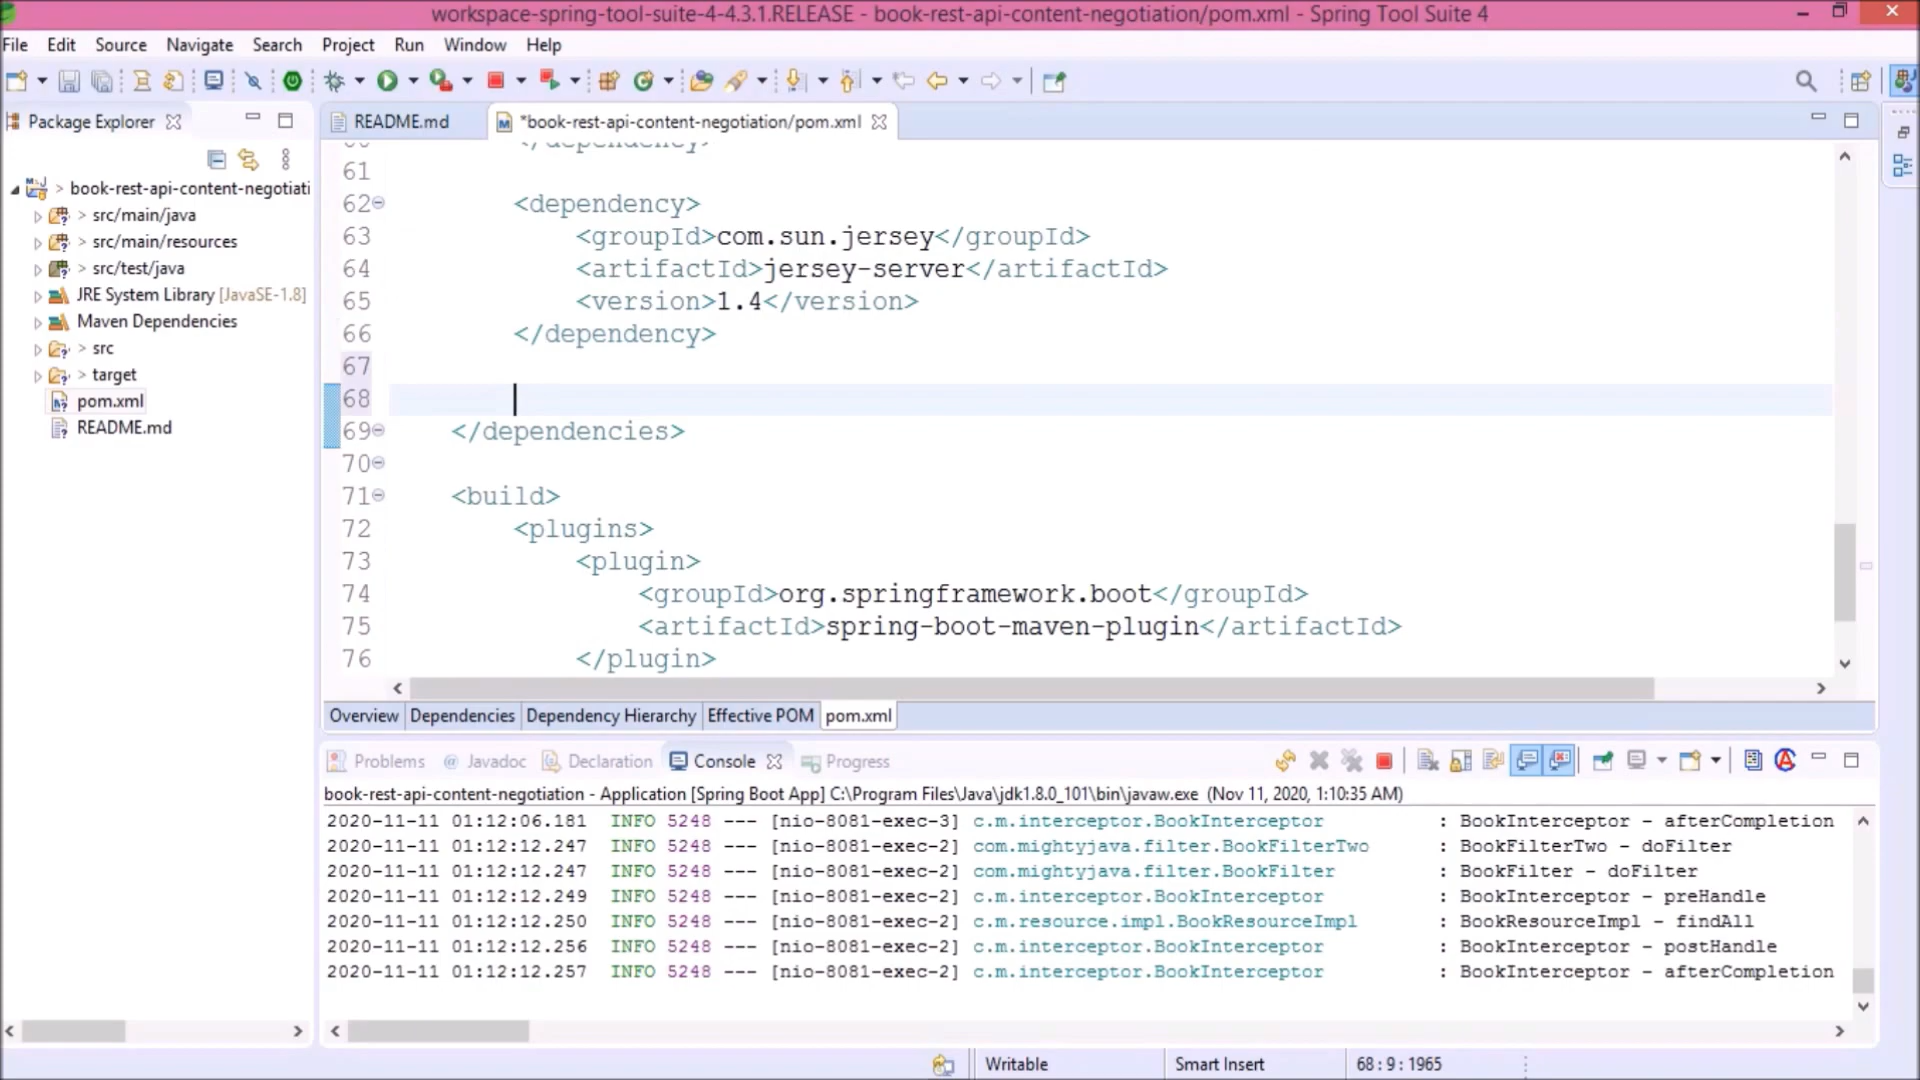 workspace-spring-tool-suite-4-4.3.1.RELEASE - book-rest-api-content-negotiation/pom.xml - Spring Tool Suite 4
File Edit Source Navigate Search Project Run Window Help
Package Explorer
README.md
*book-rest-api-content-negotiation/pom.xml
> book-rest-api-content-negotiati
> src/main/java
> src/main/resources
> src/test/java
JRE System Library [JavaSE-1.8]
Maven Dependencies
> src
> target
pom.xml
README.md
60 </dependency>
61
62 <dependency>
63 <groupId>com.sun.jersey</groupId>
64 <artifactId>jersey-server</artifactId>
65 <version>1.4</version>
66 </dependency>
67
68
69 </dependencies>
70
71 <build>
72 <plugins>
73 <plugin>
74 <groupId>org.springframework.boot</groupId>
75 <artifactId>spring-boot-maven-plugin</artifactId>
76 </plugin>
Overview Dependencies Dependency Hierarchy Effective POM pom.xml
Problems @ Javadoc Declaration Console Progress
book-rest-api-content-negotiation - Application [Spring Boot App] C:\Program Files\Java\jdk1.8.0_101\bin\javaw.exe (Nov 11, 2020, 1:10:35 AM)
2020-11-11 01:12:06.181 INFO 5248 --- [nio-8081-exec-3] c.m.interceptor.BookInterceptor : BookInterceptor - afterCompletion
2020-11-11 01:12:12.247 INFO 5248 --- [nio-8081-exec-2] com.mightyjava.filter.BookFilterTwo : BookFilterTwo - doFilter
2020-11-11 01:12:12.247 INFO 5248 --- [nio-8081-exec-2] com.mightyjava.filter.BookFilter : BookFilter - doFilter
2020-11-11 01:12:12.249 INFO 5248 --- [nio-8081-exec-2] c.m.interceptor.BookInterceptor : BookInterceptor - preHandle
2020-11-11 01:12:12.250 INFO 5248 --- [nio-8081-exec-2] c.m.resource.impl.BookResourceImpl : BookResourceImpl - findAll
2020-11-11 01:12:12.256 INFO 5248 --- [nio-8081-exec-2] c.m.interceptor.BookInterceptor : BookInterceptor - postHandle
2020-11-11 01:12:12.257 INFO 5248 --- [nio-8081-exec-2] c.m.interceptor.BookInterceptor : BookInterceptor - afterCompletion
Writable Smart Insert 68 : 9 : 1965